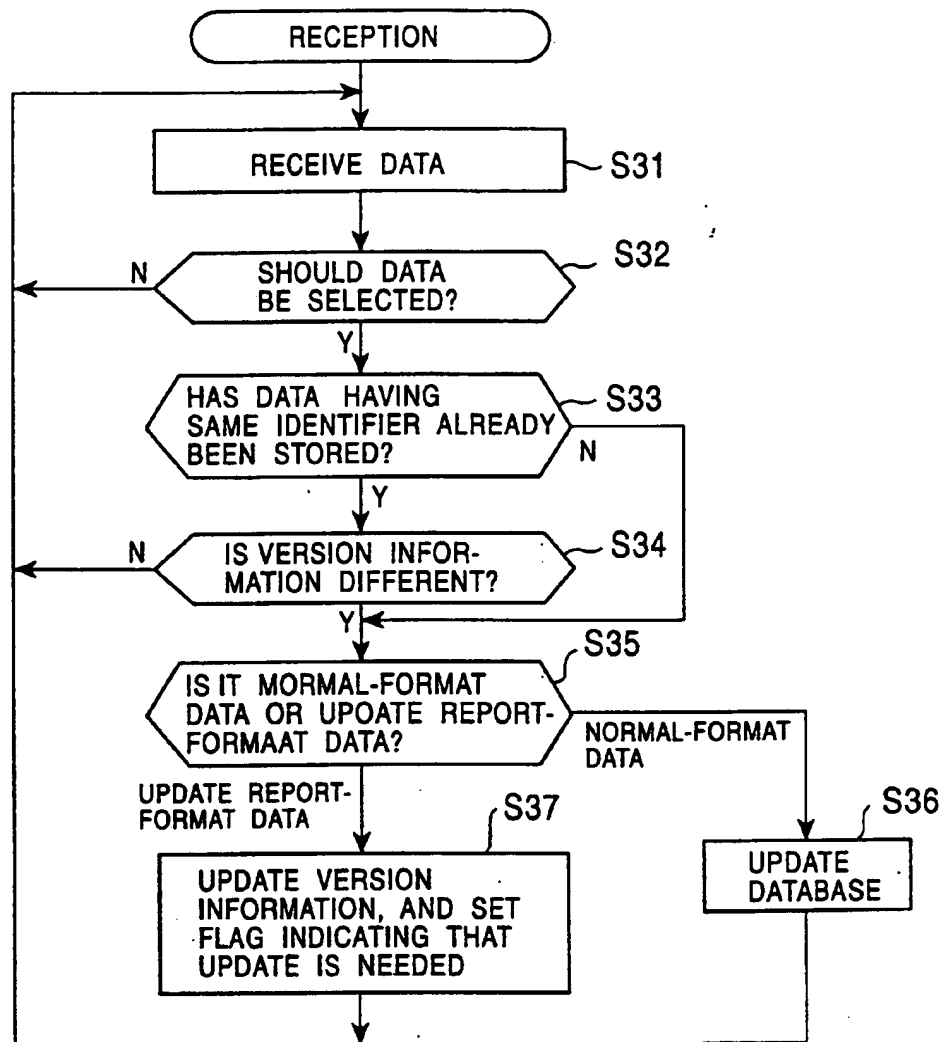 RECEPTION
RECEIVE DATA
S31
S32
N
SHOULD DATA
BE SELECTED?
Y
S33
HAS DATA HAVING
SAME IDENTIFIER ALREADY
BEEN STORED?
N
Y
S34
N
IS VERSION INFOR-
MATION DIFFERENT?
Y
S35
IS IT MORMAL-FORMAT
DATA OR UPOATE REPORT-
FORMAAT DATA?
NORMAL-FORMAT
DATA
UPDATE REPORT-
FORMAT DATA
S37
S36
UPDATE VERSION
INFORMATION, AND SET
FLAG INDICATING THAT
UPDATE IS NEEDED
UPDATE
DATABASE